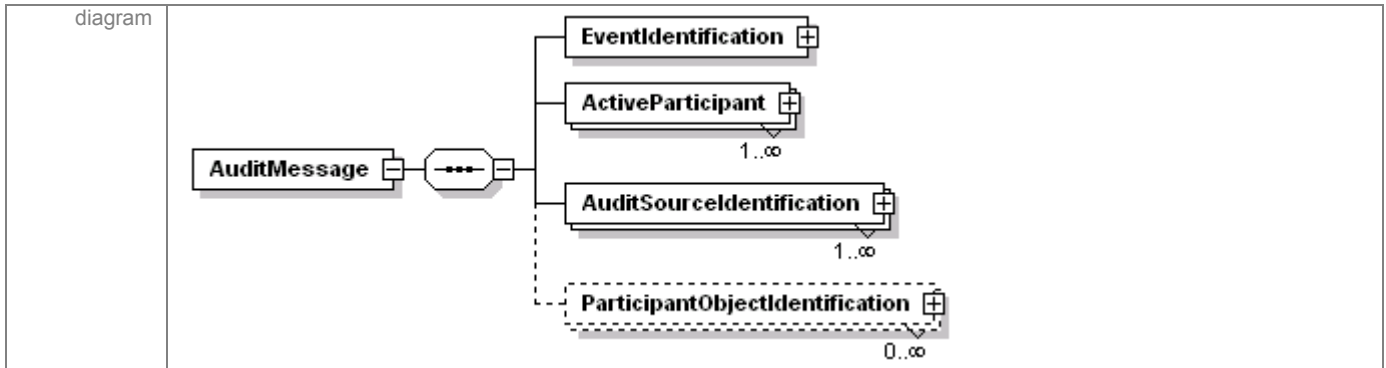 diagram
EventIdentification
ActiveParticipant
1..∞
AuditMessage
AuditSourceIdentification
1..∞
ParticipantObjectIdentification
0..∞